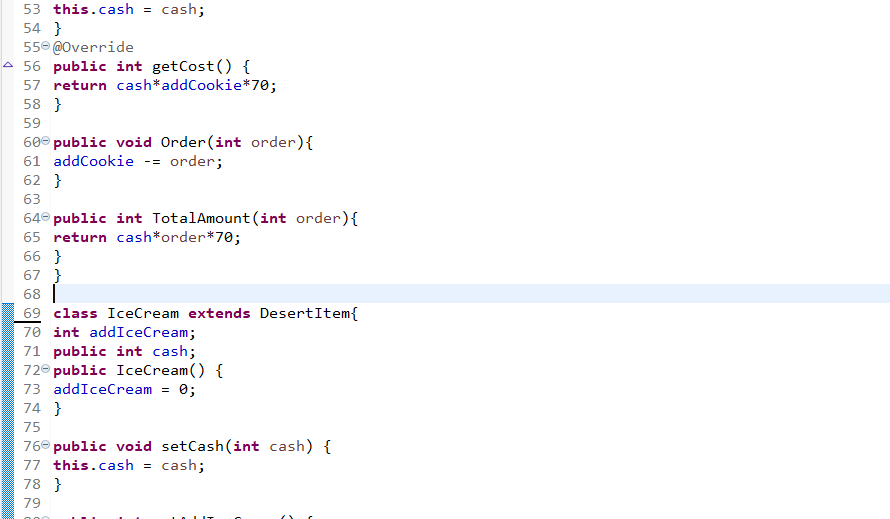 53 this.cash = cash;
54 }
55 @Override
56 public int getCost() {
57 return cash*addCookie*70;
58 }
59
60 public void Order(int order){
61 addCookie -= order;
62 }
63
64 public int TotalAmount(int order){
65 return cash*order*70;
66 }
67 }
68
69 class IceCream extends DesertItem{
70 int addIceCream;
71 public int cash;
72 public IceCream() {
73 addIceCream = 0;
74 }
75
76 public void setCash(int cash) {
77 this.cash = cash;
78 }
79